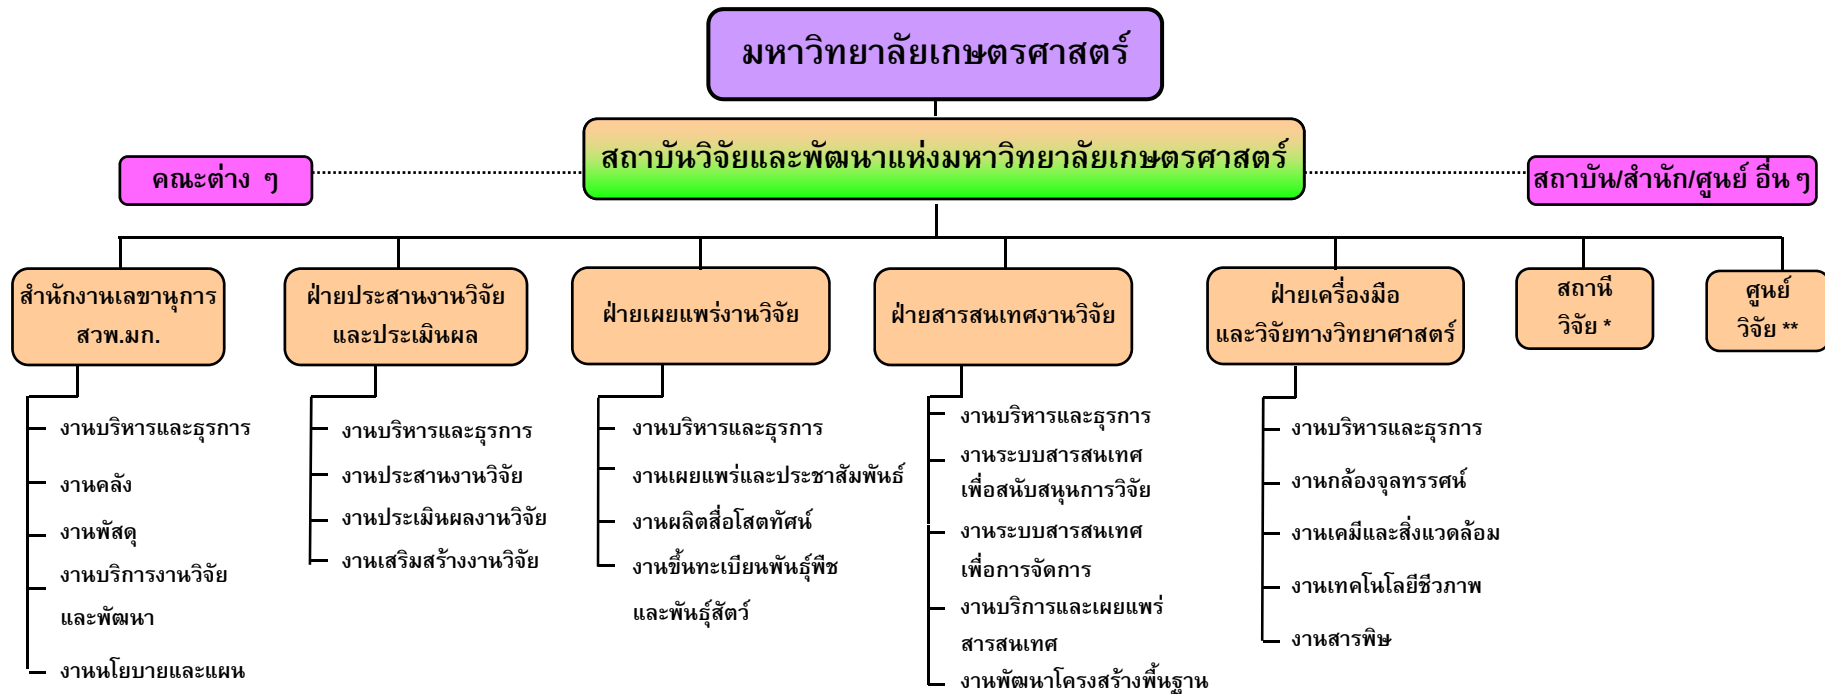 มหาวิทยาลัยเกษตรศาสตร์
สถาบันวิจัยและพัฒนาแห่งมหาวิทยาลัยเกษตรศาสตร์
คณะต่าง ๆ
สถาบัน/สำนัก/ศูนย์ อื่น ๆ
สำนักงานเลขานุการ
สวพ.มก.
งานบริหารและธุรการ
งานคลัง
งานพัสดุ
งานบริการงานวิจัย
และพัฒนา
งานนโยบายและแผน
ฝ่ายประสานงานวิจัย
และประเมินผล
งานบริหารและธุรการ
งานประสานงานวิจัย
งานประเมินผลงานวิจัย
งานเสริมสร้างงานวิจัย
ฝ่ายเผยแพร่งานวิจัย
งานบริหารและธุรการ
งานเผยแพร่และประชาสัมพันธ์
งานผลิตสื่อโสตทัศน์
งานขึ้นทะเบียนพันธุ์พืช
และพันธุ์สัตว์
ฝ่ายสารสนเทศงานวิจัย
งานบริหารและธุรการ
งานระบบสารสนเทศ
เพื่อสนับสนุนการวิจัย
งานระบบสารสนเทศ
เพื่อการจัดการ
งานบริการและเผยแพร่
สารสนเทศ
งานพัฒนาโครงสร้างพื้นฐาน
ฝ่ายเครื่องมือ
และวิจัยทางวิทยาศาสตร์
งานบริหารและธุรการ
งานกล้องจุลทรรศน์
งานเคมีและสิ่งแวดล้อม
งานเทคโนโลยีชีวภาพ
งานสารพิษ
สถานี
วิจัย *
ศูนย์
วิจัย **